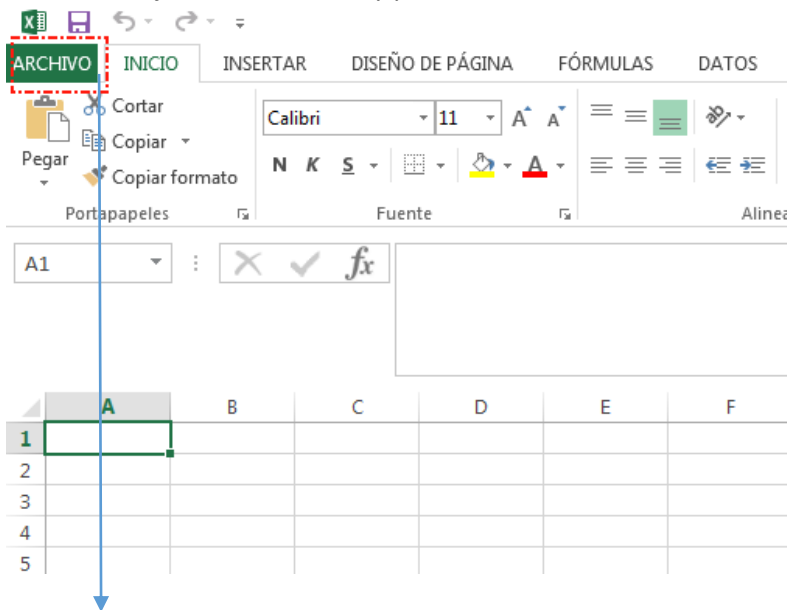 ARCHIVO INICIO INSERTAR DISEÑO DE PÁGINA FÓRMULAS DATOS
Cortar
Copiar
Pegar
Copiar formato
Calibri 11 A A
N K S A
Portapapeles Fuente Alinea
A1 fx
A B C D E F
1
2
3
4
5